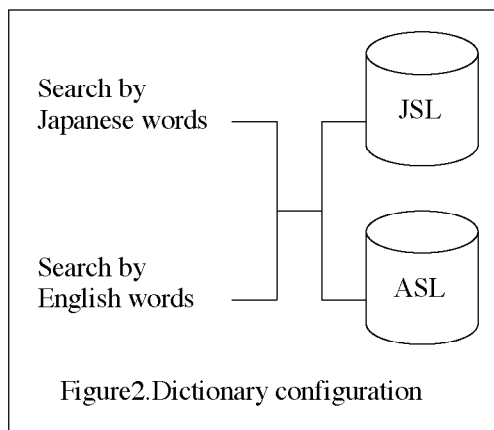 Search by
Japanese words
JSL
Search by
English words
ASL
Figure2.Dictionary configuration